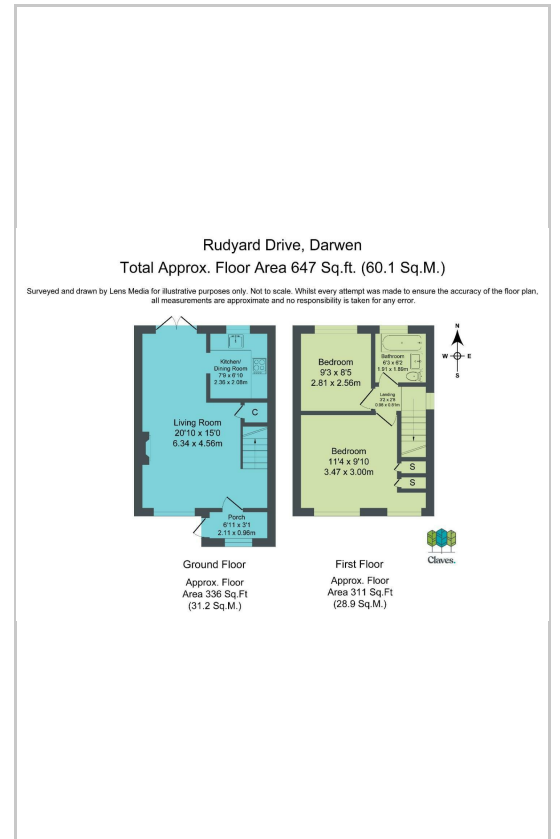 Rudyard Drive, Darwen
Total Approx. Floor Area 647 Sq.ft. (60.1 Sq.M.)
Surveyed and drawn by Lens Media for illustrative purposes only. Not to scale. Whilst every attempt was made to ensure the accuracy of the floor plan,
all measurements are approximate and no responsibility is taken for any error.
Kitchen/
Dining Room
7'9 x 6'10
2.36 x 2.08m
C
Living Room
20'10 x 15'0
6.34 x 4.56m
Porch
6'11 x 3'1
2.11 x 0.96m
Ground Floor
Approx. Floor
Area 336 Sq.Ft
(31.2 Sq.M.)
Bedroom
9'3 x 8'5
2.81 x 2.56m
Bathroom
6'3 x 6'2
1.91 x 1.89m
Landing
Bedroom
11'4 x 9'10
3.47 x 3.00m
S
S
First Floor
Approx. Floor
Area 311 Sq.Ft
(28.9 Sq.M.)
N
W
E
S
Claves.